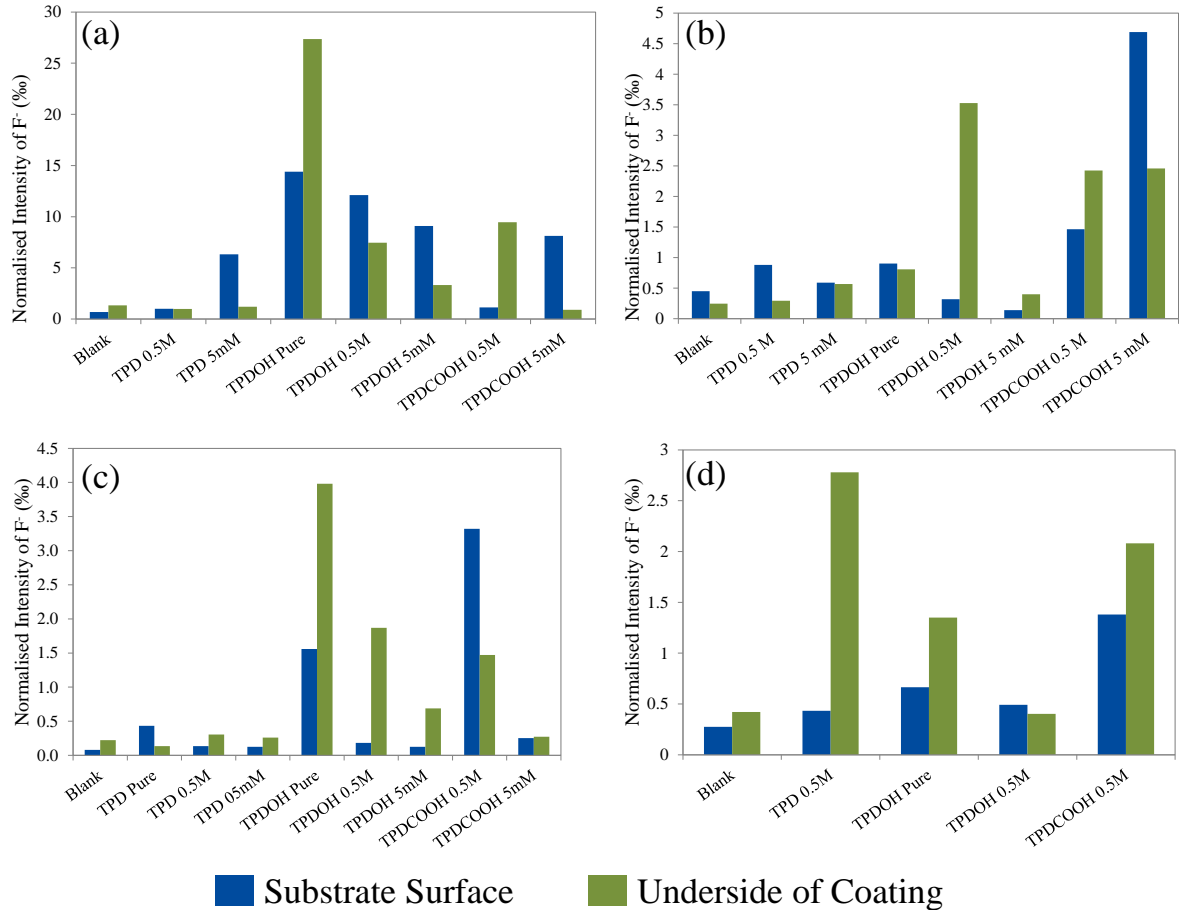 (a)
Normalised Intensity of F- (‰)
30
25
20
15
10
5
0
Blank
TPD 0.5M
TPD 5mM
TPDOH Pure
TPDOH 0.5M
TPDOH 5mM
TPDCOOH 0.5M
TPDCOOH 5mM
(b)
Normalised Intensity of F- (‰)
5
4.5
4
3.5
3
2.5
2
1.5
1
0.5
0
Blank
TPD 0.5 M
TPD 5 mM
TPDOH Pure
TPDOH 0.5M
TPDOH 5 mM
TPDCOOH 0.5 M
TPDCOOH 5 mM
(c)
Normalised Intensity of F- (‰)
4.5
4.0
3.5
3.0
2.5
2.0
1.5
1.0
0.5
0.0
Blank
TPD Pure
TPD 0.5M
TPD 05mM
TPDOH Pure
TPDOH 0.5M
TPDOH 5mM
TPDCOOH 0.5M
TPDCOOH 5mM
(d)
Normalised Intensity of F- (‰)
3
2.5
2
1.5
1
0.5
0
Blank
TPD 0.5M
TPDOH Pure
TPDOH 0.5M
TPDCOOH 0.5M
Substrate Surface
Underside of Coating